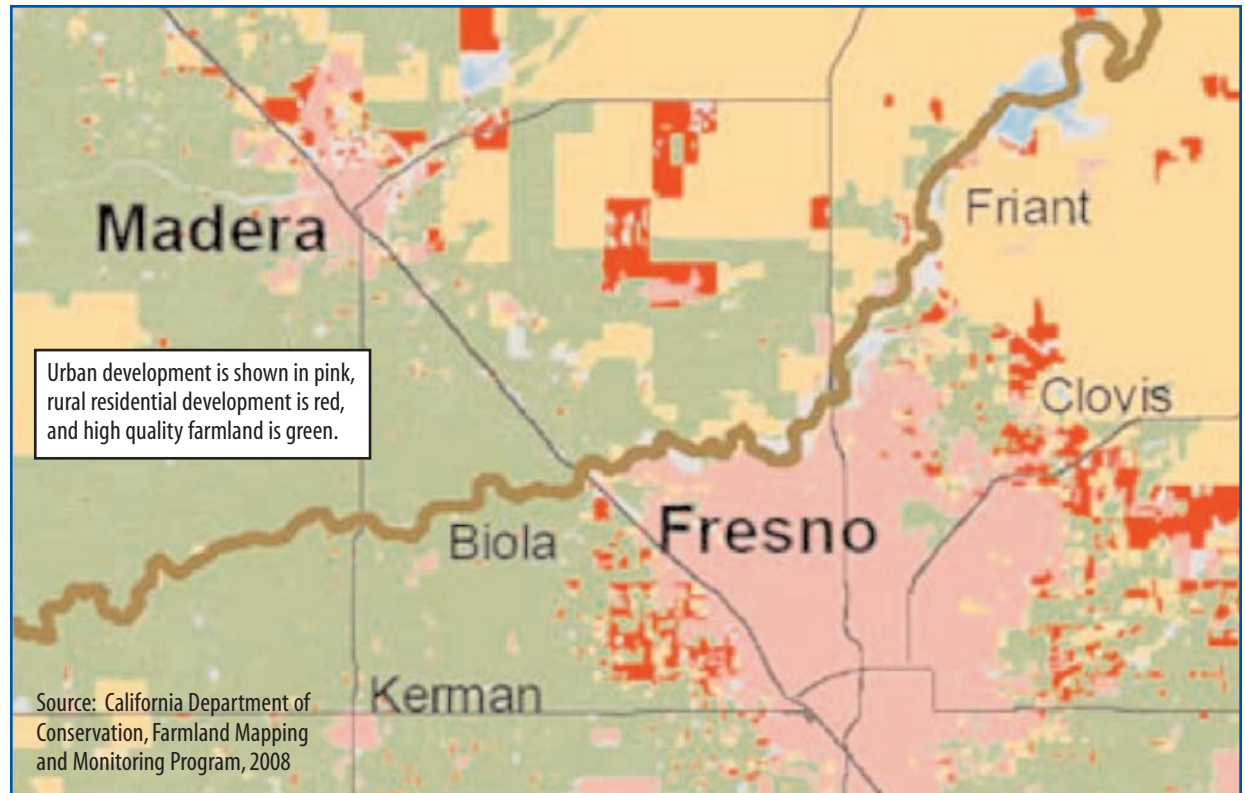 Madera
Friant
Urban development is shown in pink,
rural residential development is red,
and high quality farmland is green.
Clovis
Fresno
Biola
Kerman
Source: California Department of
Conservation, Farmland Mapping
and Monitoring Program, 2008